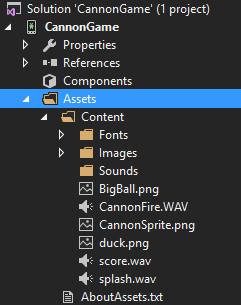 Solution 'CannonGame' (1 project)
CannonGame
Properties
References
Components
Assets
Content
Fonts
Images
Sounds
BigBall.png
CannonFire.WAV
CannonSprite.png
duck.png
score.wav
splash.wav
AboutAssets.txt